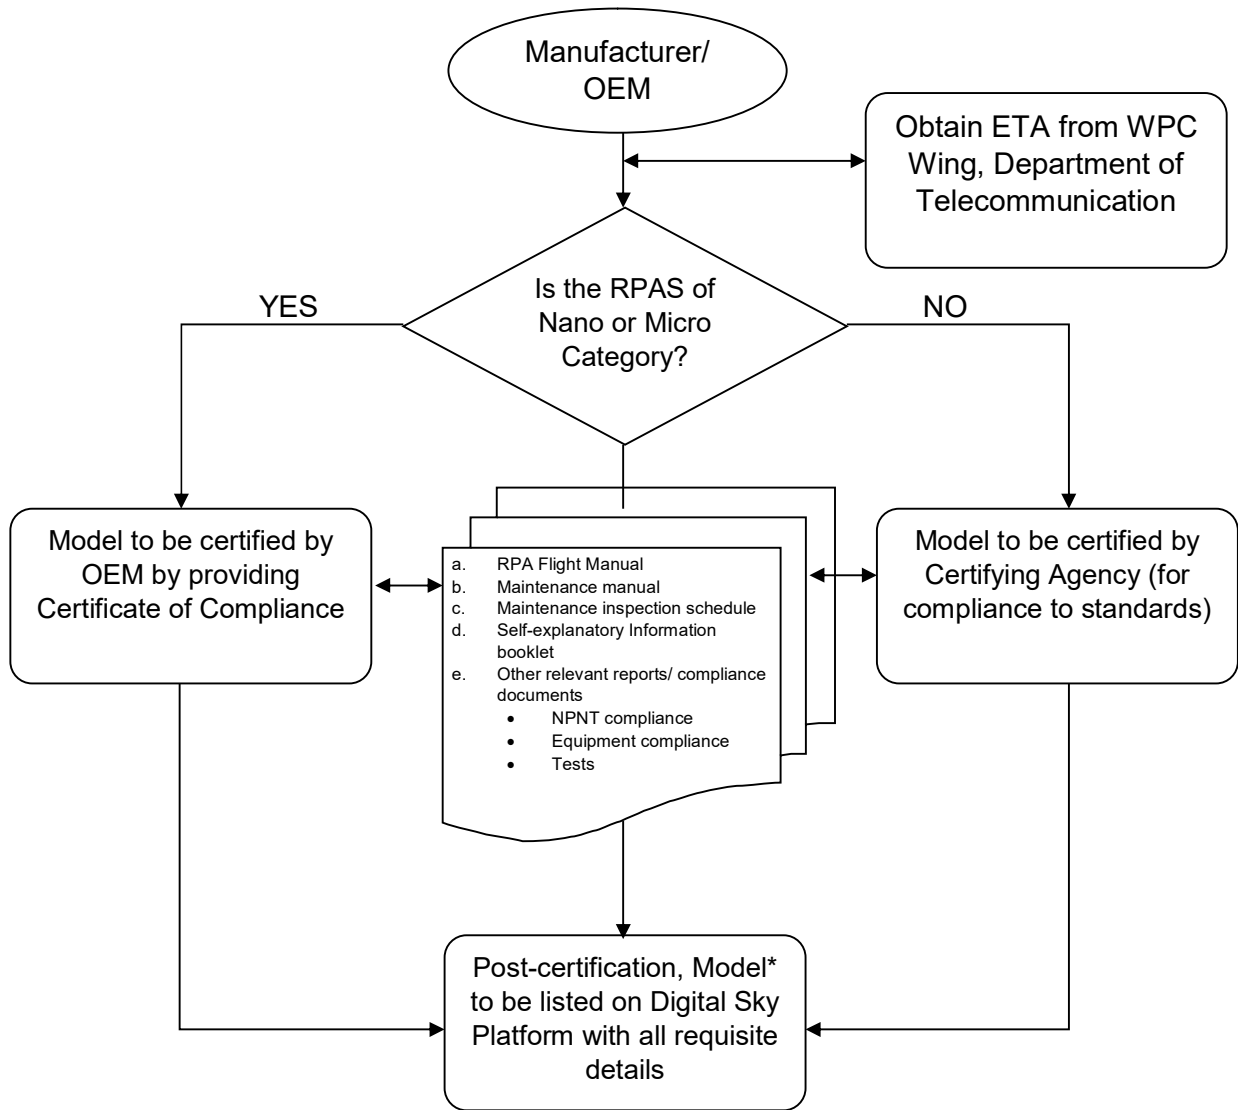 Manufacturer/
OEM
Obtain ETA from WPC
Wing, Department of
Telecommunication
Is the RPAS of
Nano or Micro
Category?
YES
NO
Model to be certified by
OEM by providing
Certificate of Compliance
a. RPA Flight Manual
b. Maintenance manual
c. Maintenance inspection schedule
d. Self-explanatory Information
booklet
e. Other relevant reports/ compliance
documents
• NPNT compliance
• Equipment compliance
• Tests
Model to be certified by
Certifying Agency (for
compliance to standards)
Post-certification, Model*
to be listed on Digital Sky
Platform with all requisite
details